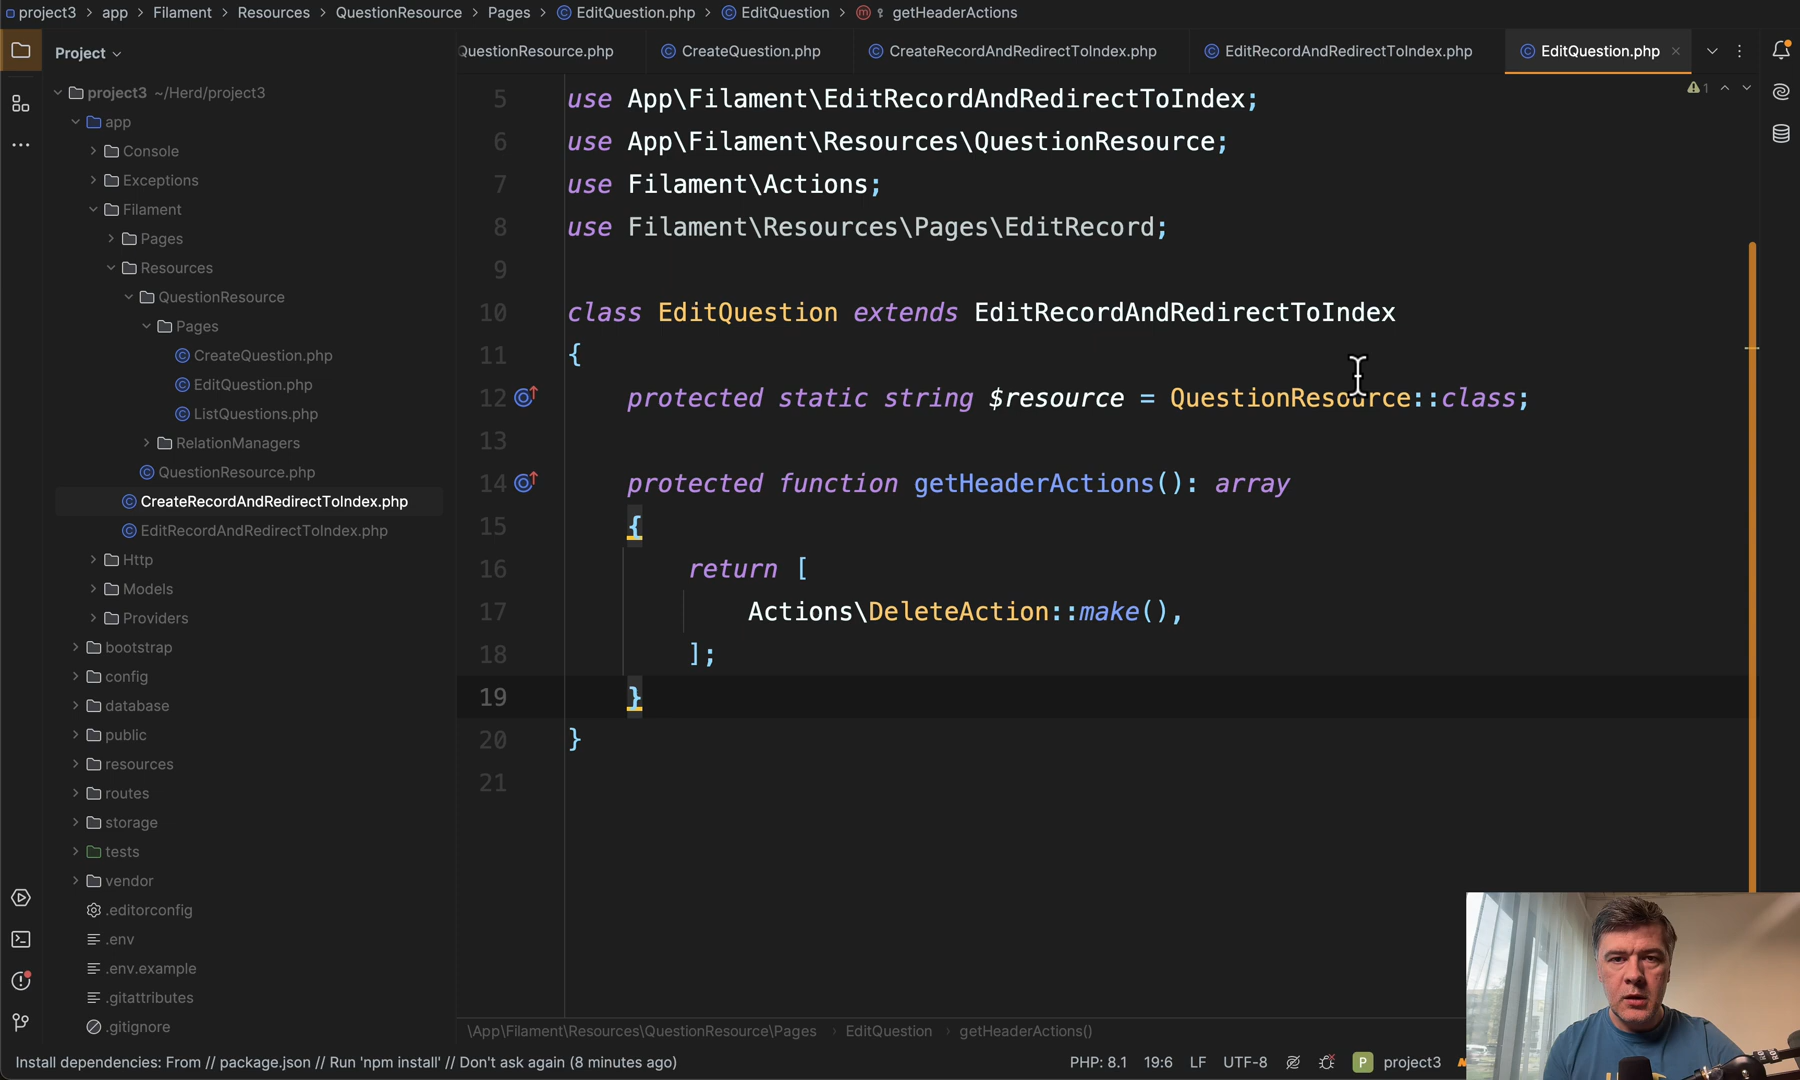 project3 > app > Filament > Resources > QuestionResource > Pages > EditQuestion.php > EditQuestion > getHeaderActions
Project
QuestionResource.php
CreateQuestion.php
CreateRecordAndRedirectToIndex.php
EditRecordAndRedirectToIndex.php
EditQuestion.php
project3 ~/Herd/project3
app
Console
Exceptions
Filament
Pages
Resources
QuestionResource
Pages
CreateQuestion.php
EditQuestion.php
ListQuestions.php
RelationManagers
QuestionResource.php
CreateRecordAndRedirectToIndex.php
EditRecordAndRedirectToIndex.php
Http
Models
Providers
bootstrap
config
database
public
resources
routes
storage
tests
vendor
.editorconfig
.env
.env.example
.gitattributes
.gitignore
1
5 use App\Filament\EditRecordAndRedirectToIndex;
6 use App\Filament\Resources\QuestionResource;
7 use Filament\Actions;
8 use Filament\Resources\Pages\EditRecord;
9
10 class EditQuestion extends EditRecordAndRedirectToIndex
11 {
12 protected static string $resource = QuestionResource::class;
13
14 protected function getHeaderActions(): array
15 {
16 return [
17 Actions\DeleteAction::make(),
18 ];
19 }
20 }
21
\App\Filament\Resources\QuestionResource\Pages > EditQuestion > getHeaderActions()
Install dependencies: From // package.json // Run 'npm install' // Don't ask again (8 minutes ago)
PHP: 8.1 19:6 LF UTF-8 P project3